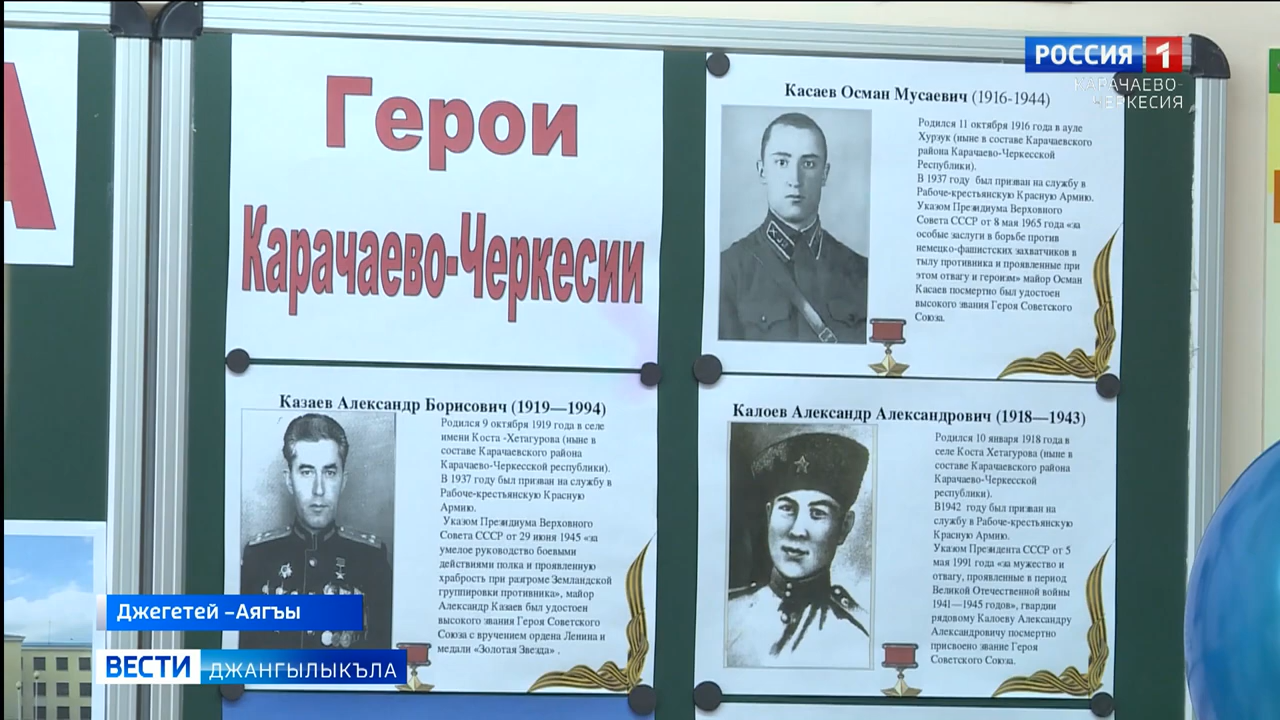 А
Герои
Карачаево-Черкесии
РОССИЯ 1
КАРАЧАЕВО-
ЧЕРКЕСИЯ
Касаев Осман Мусаевич (1916-1944)
Родился 11 октября 1916 года в ауле
Хурзук (ныне в составе Карачаевского
района Карачаево-Черкесской
Республики).
В 1937 году был призван на службу в
Рабоче-крестьянскую Красную Армию.
Указом Президиума Верховного
Совета СССР от 8 мая 1965 года «за
особые заслуги в борьбе против
немецко-фашистских захватчиков в
тылу противника и проявленные при
этом отвагу и героизм» майор Осман
Касаев посмертно был удостоен
высокого звания Героя Советского
Союза.
Казаев Александр Борисович (1919—1994)
Родился 9 октября 1919 года в селе
имени Коста -Хетагурова (ныне в
составе Карачаевского района
Карачаево-Черкесской республики).
В 1937 году был призван на службу в
Рабоче-крестьянскую Красную
Армию.
Указом Президиума Верховного
Совета СССР от 29 июня 1945 «за
умелое руководство боевыми
действиями полка и проявленную
храбрость при разгроме Земландской
группировки противника», майор
Александр Казаев был удостоен
высокого звания Героя Советского
Союза с вручением ордена Ленина и
медали «Золотая Звезда» .
Калоев Александр Александрович (1918—1943)
Родился 10 января 1918 года в
селе Коста Хетагурова (ныне в
составе Карачаевского района
Карачаево-Черкесской
республики).
В1942 году был призван на
службу в Рабоче-крестьянскую
Красную Армию.
Указом Президента СССР от 5
мая 1991 года «за мужество и
отвагу, проявленные в период
Великой Отечественной войны
1941—1945 годов», гвардии
рядовому Калоеву Александру
Александровичу посмертно
присвоено звание Героя
Советского Союза.
Джегетей –Аягъы
ВЕСТИ ДЖАНГЫЛЫКЪЛА